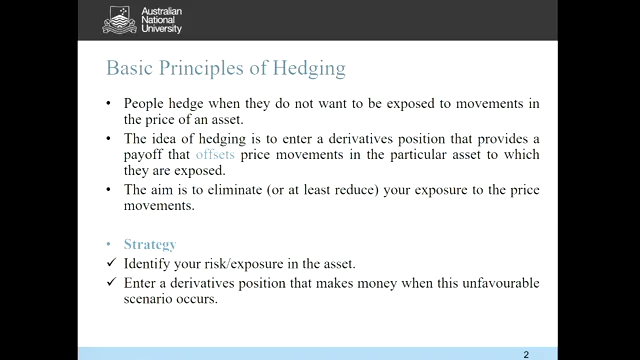 Australian
National
University
Basic Principles of Hedging
• People hedge when they do not want to be exposed to movements in
the price of an asset.
• The idea of hedging is to enter a derivatives position that provides a
payoff that offsets price movements in the particular asset to which
they are exposed.
• The aim is to eliminate (or at least reduce) your exposure to the price
movements.
• Strategy
✓ Identify your risk/exposure in the asset.
✓ Enter a derivatives position that makes money when this unfavourable
scenario occurs.
2